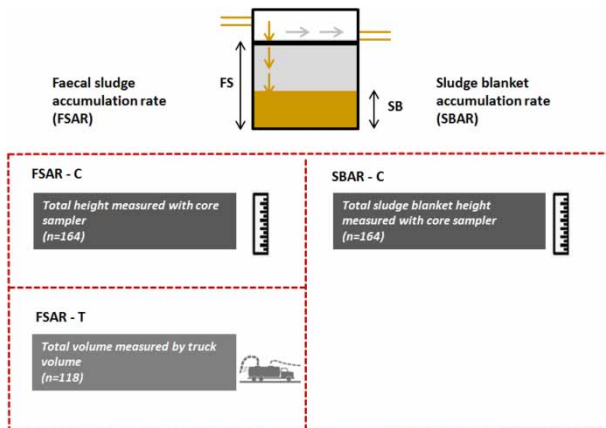 Faecal sludge
accumulation rate
(FSAR)
FS
SB
Sludge blanket
accumulation rate
(SBAR)
FSAR - C
Total height measured with core
sampler
(n=164)
SBAR - C
Total sludge blanket height
measured with core sampler
(n=164)
FSAR - T
Total volume measured by truck
volume
(n=118)